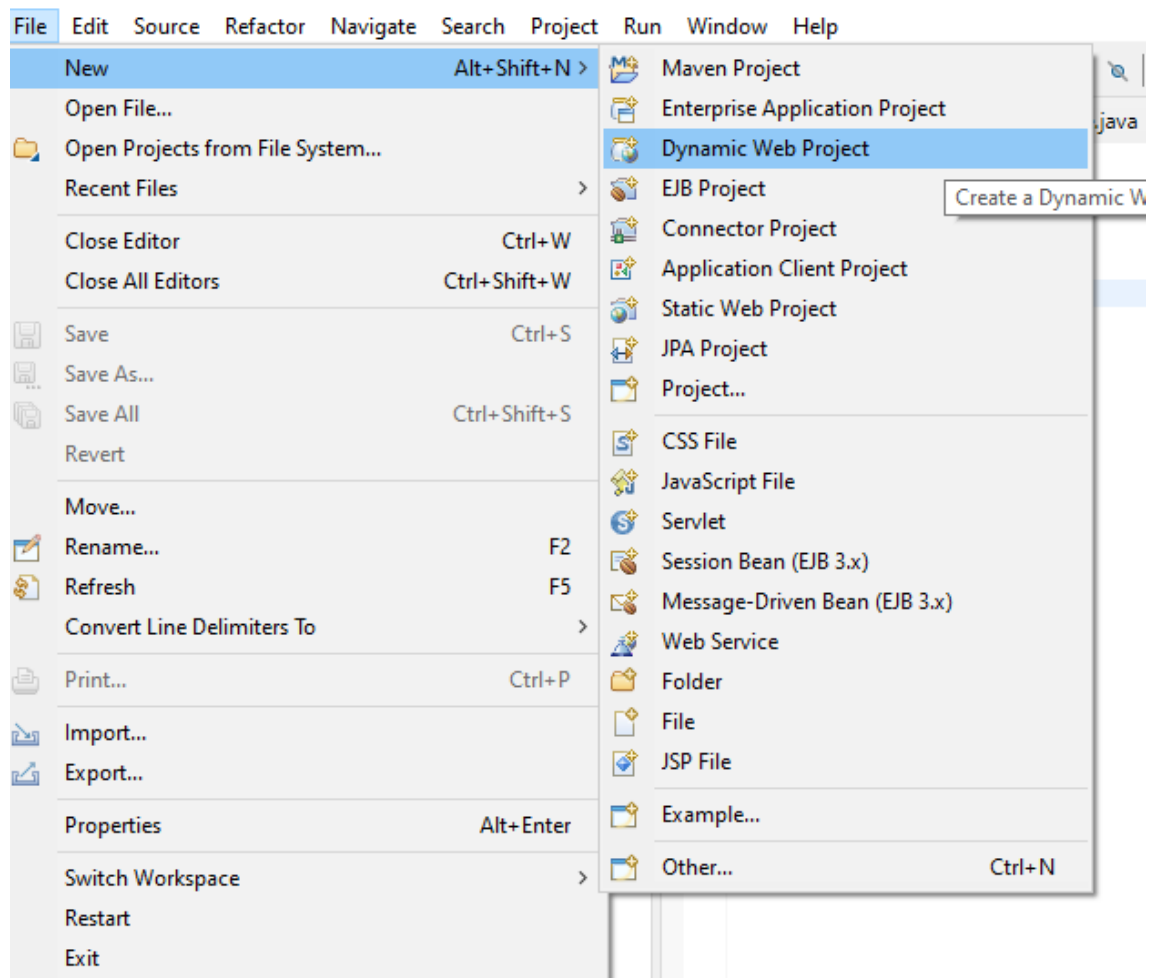 File Edit Source Refactor Navigate Search Project Run Window Help
New Alt+Shift+N >
Open File...
Open Projects from File System...
Recent Files >
Close Editor Ctrl+W
Close All Editors Ctrl+Shift+W
Save Ctrl+S
Save As...
Save All Ctrl+Shift+S
Revert
Move...
Rename... F2
Refresh F5
Convert Line Delimiters To >
Print... Ctrl+P
Import...
Export...
Properties Alt+Enter
Switch Workspace >
Restart
Exit
Maven Project
Enterprise Application Project
Dynamic Web Project
EJB Project
Connector Project
Application Client Project
Static Web Project
JPA Project
Project...
CSS File
JavaScript File
Servlet
Session Bean (EJB 3.x)
Message-Driven Bean (EJB 3.x)
Web Service
Folder
File
JSP File
Example...
Other... Ctrl+N
.java
Create a Dynamic W